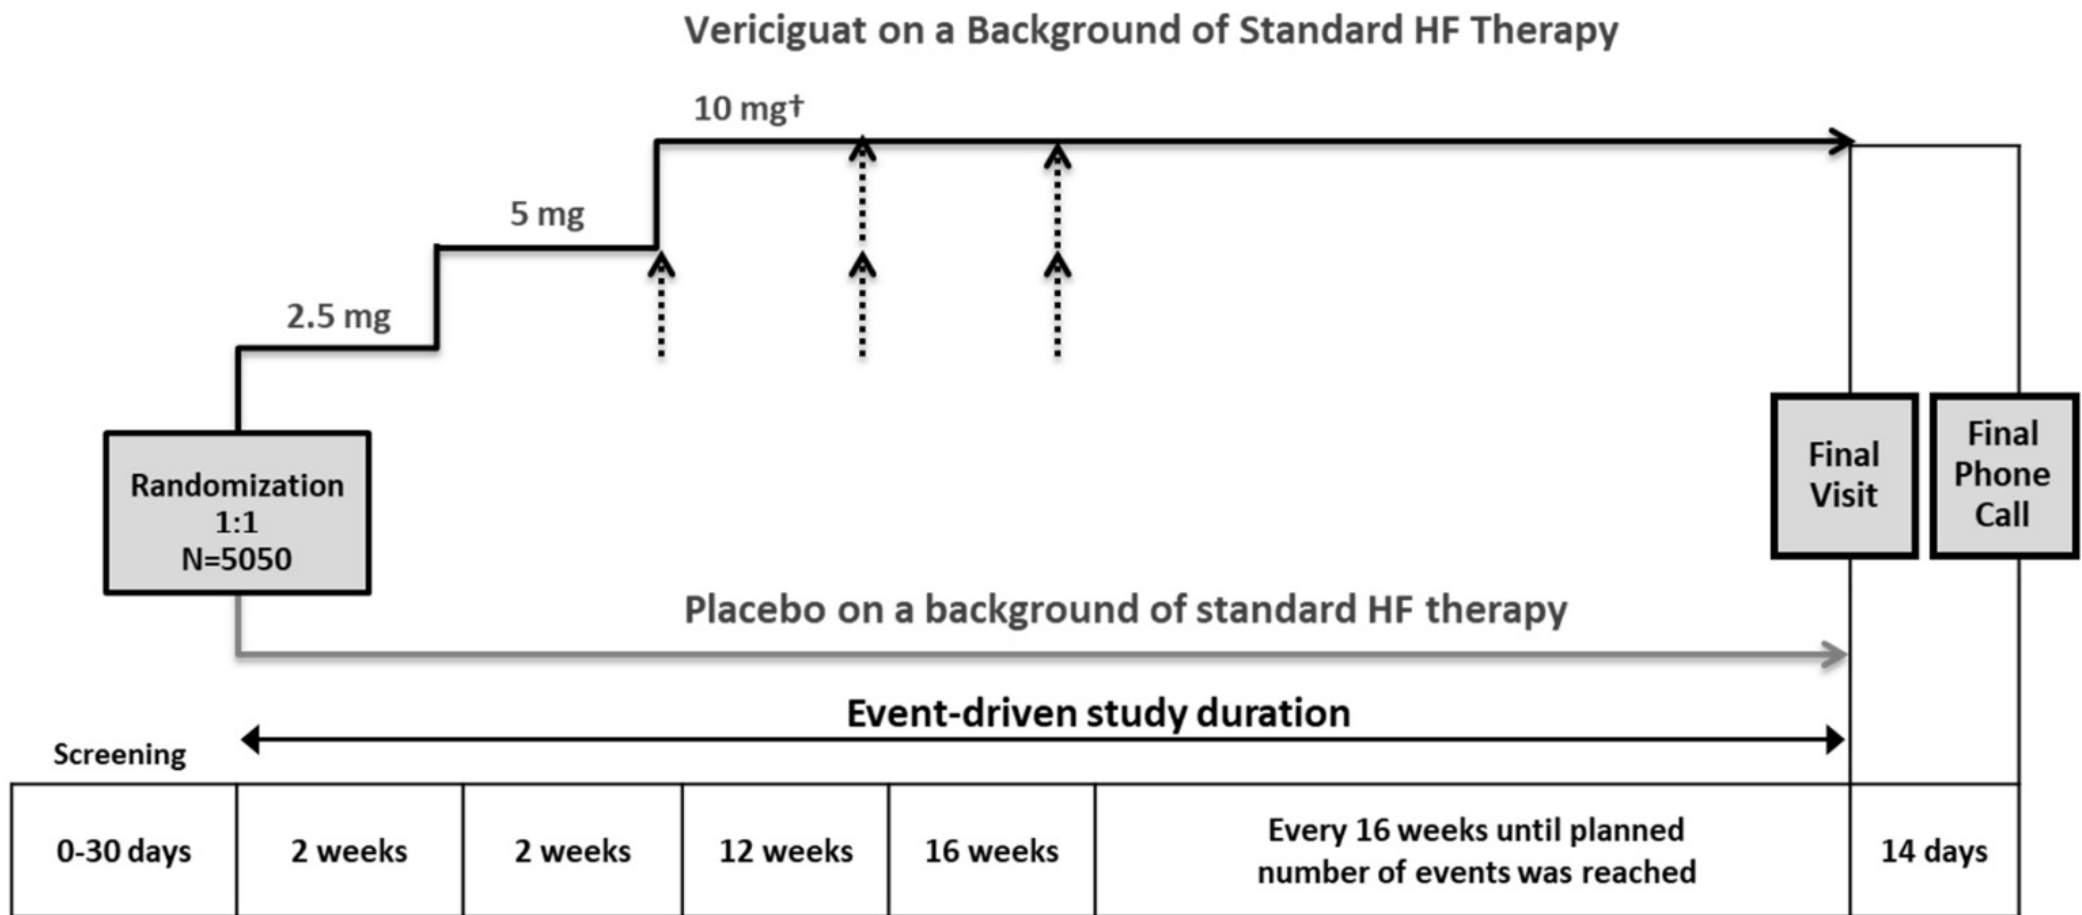 Vericiguat on a Background of Standard HF Therapy
10 mg†
5 mg
2.5 mg
Randomization
1:1
N=5050
Final
Visit
Final
Phone
Call
Placebo on a background of standard HF therapy
Event-driven study duration
Screening
0-30 days
2 weeks
2 weeks
12 weeks
16 weeks
Every 16 weeks until planned
number of events was reached
14 days